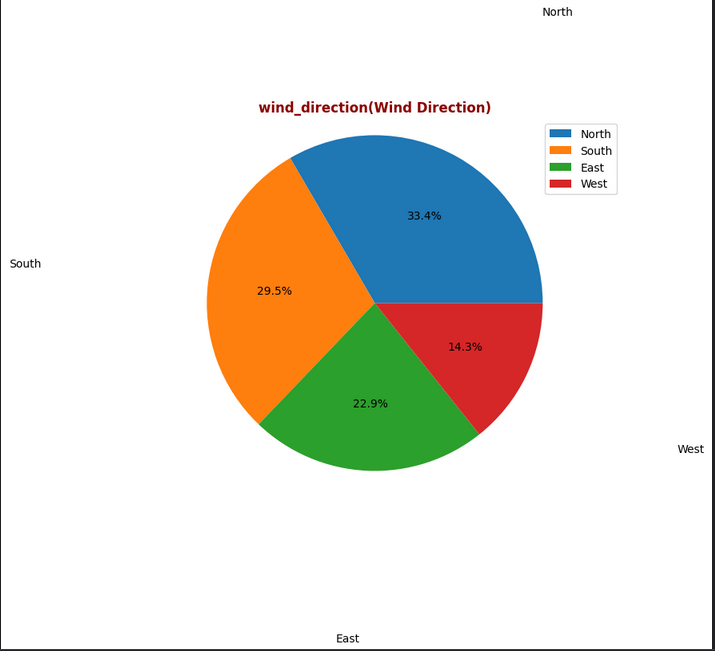 North
wind_direction(Wind Direction)
North
South
East
West
33.4%
South
29.5%
14.3%
22.9%
West
East